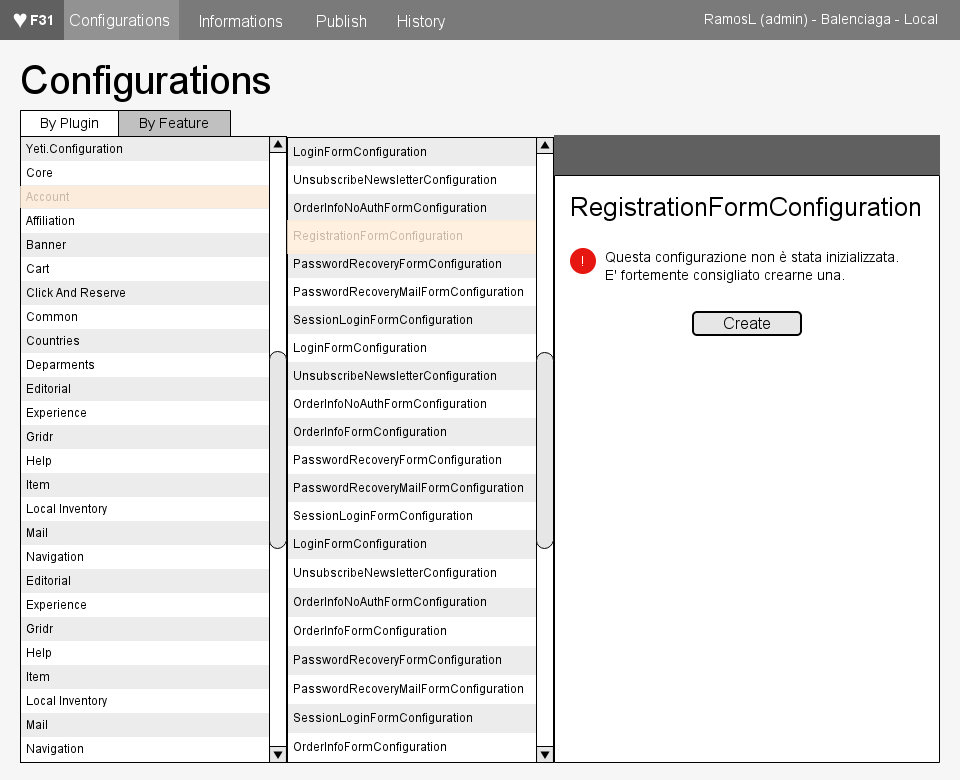 ♥ F31 Configurations Informations Publish History RamosL (admin) - Balenciaga - Local
Configurations
By Plugin By Feature
Yeti.Configuration
Core
Account
Affiliation
Banner
Cart
Click And Reserve
Common
Countries
Deparments
Editorial
Experience
Gridr
Help
Item
Local Inventory
Mail
Navigation
Editorial
Experience
Gridr
Help
Item
Local Inventory
Mail
Navigation
LoginFormConfiguration
UnsubscribeNewsletterConfiguration
OrderInfoNoAuthFormConfiguration
RegistrationFormConfiguration
PasswordRecoveryFormConfiguration
PasswordRecoveryMailFormConfiguration
SessionLoginFormConfiguration
LoginFormConfiguration
UnsubscribeNewsletterConfiguration
OrderInfoNoAuthFormConfiguration
OrderInfoFormConfiguration
PasswordRecoveryFormConfiguration
PasswordRecoveryMailFormConfiguration
SessionLoginFormConfiguration
LoginFormConfiguration
UnsubscribeNewsletterConfiguration
OrderInfoNoAuthFormConfiguration
OrderInfoFormConfiguration
PasswordRecoveryFormConfiguration
PasswordRecoveryMailFormConfiguration
SessionLoginFormConfiguration
OrderInfoFormConfiguration
RegistrationFormConfiguration
! Questa configurazione non è stata inizializzata.
E' fortemente consigliato crearne una.
Create